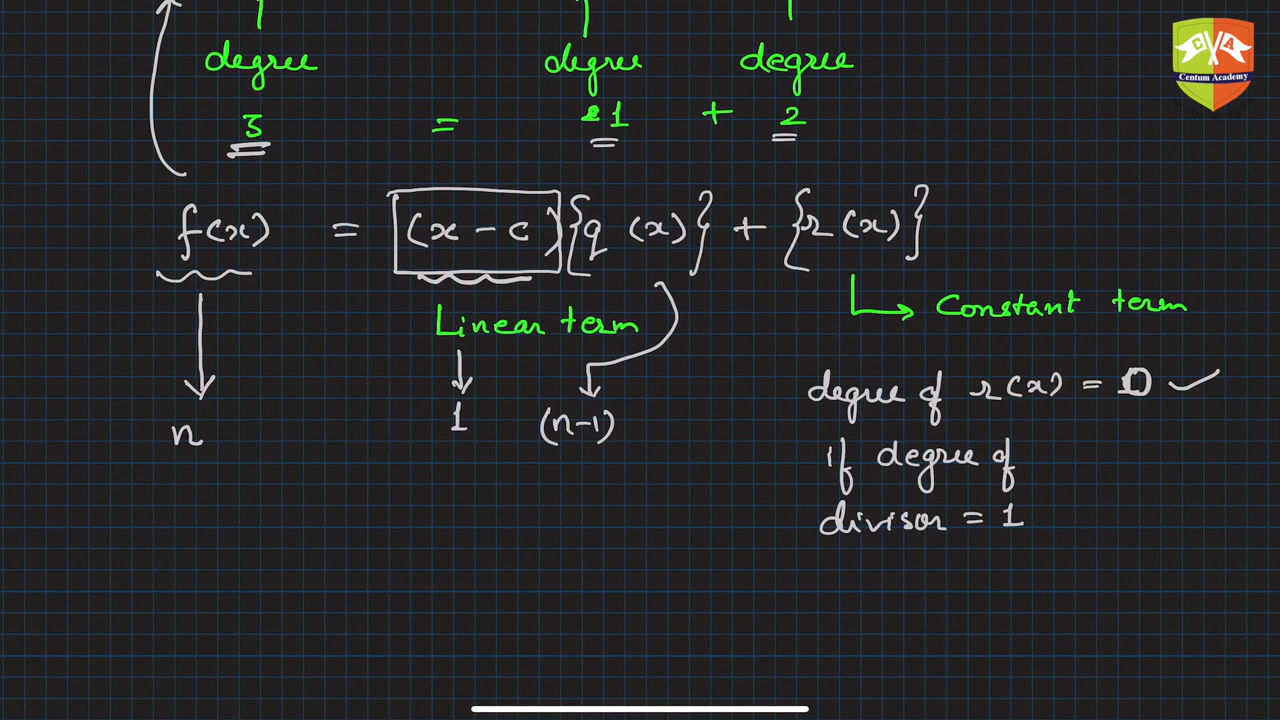 degree degree degree
3 = 1 + 2
C A
Centum Academy
f(x) = [(x - c)]{q(x)} + {r(x)}
Linear term
Constant term
n
1
(n-1)
degree of r(x) = 0 ✓
if degree of
divisor = 1